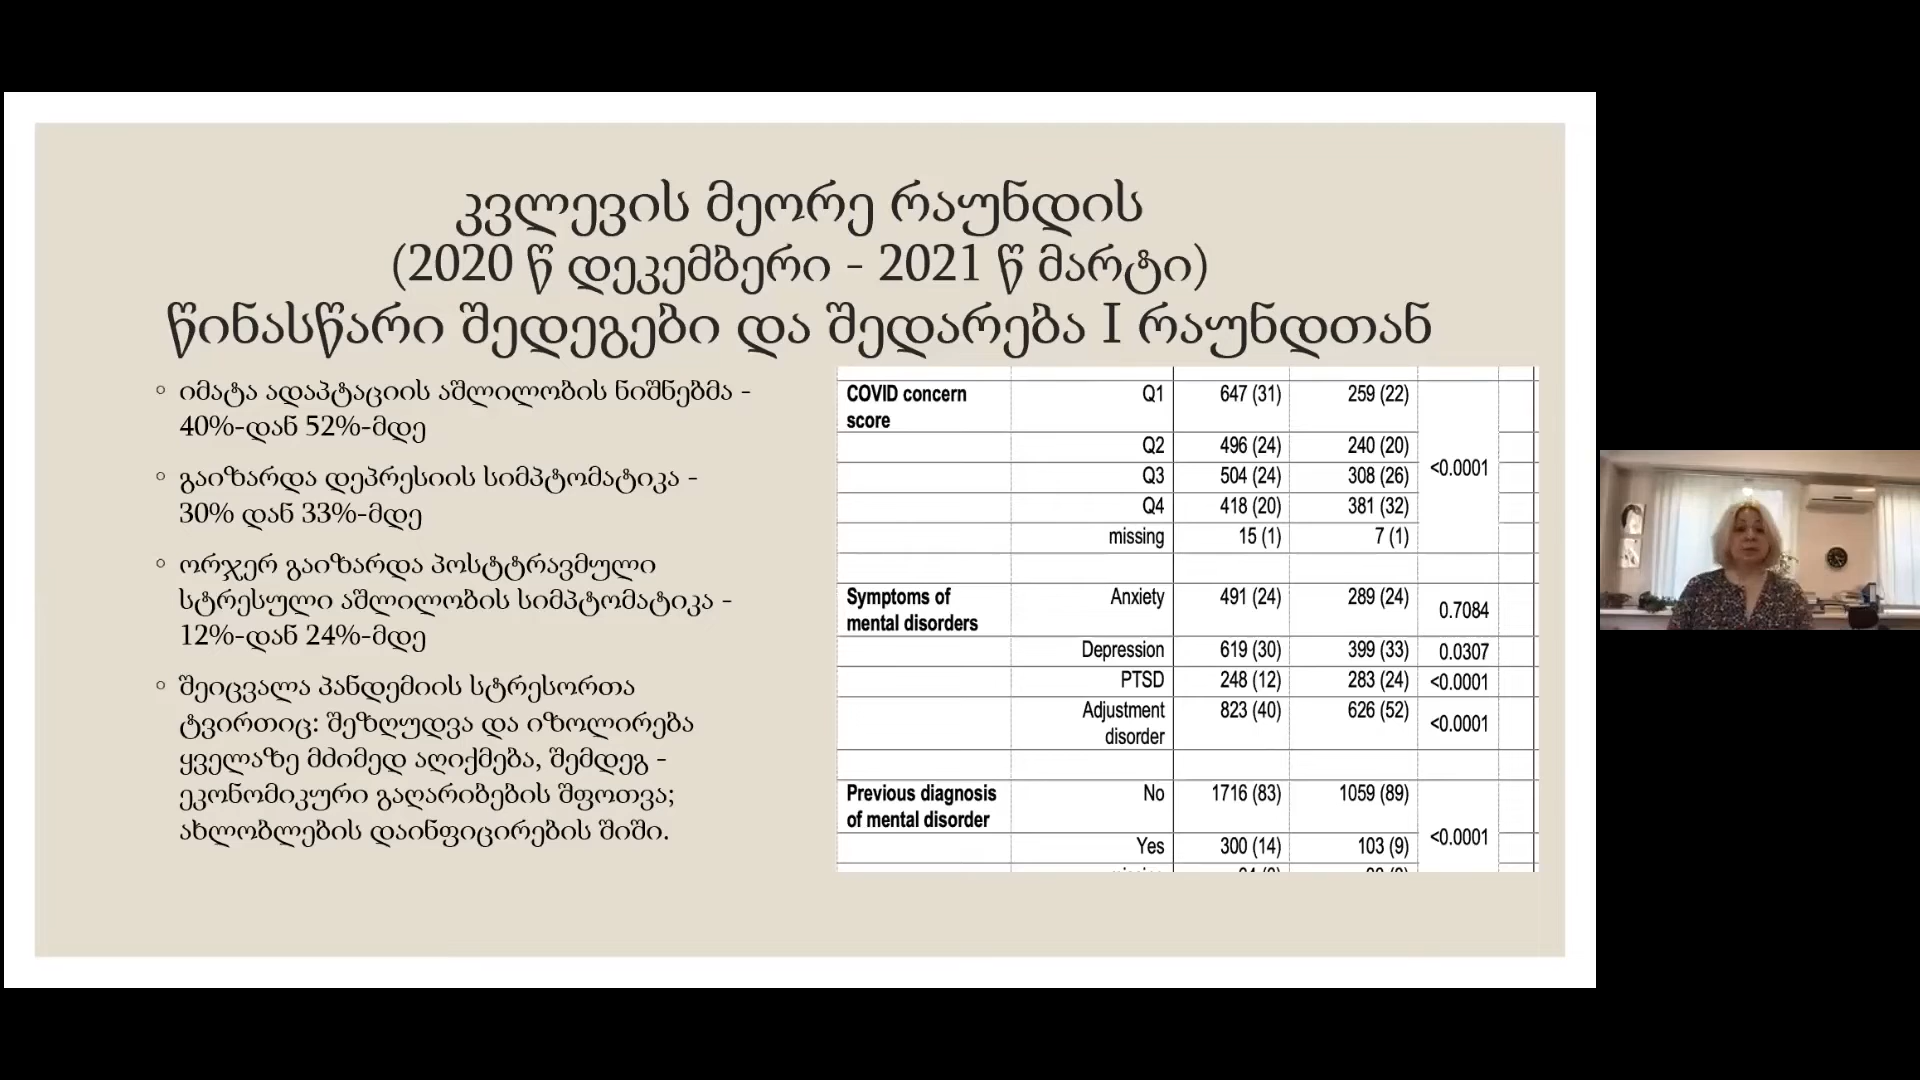 კვლევის მეორე რაუნდის
(2020 წ დეკემბერი - 2021 წ მარტი)
წინასწარი შედეგები და შედარება I რაუნდთან
◦ იმატა ადაპტაციის აშლილობის ნიშნებმა -
40%-დან 52%-მდე
◦ გაიზარდა დეპრესიის სიმპტომატიკა -
30% დან 33%-მდე
◦ ორჯერ გაიზარდა პოსტტრავმული
სტრესული აშლილობის სიმპტომატიკა -
12%-დან 24%-მდე
◦ შეიცვალა პანდემიის სტრესორთა
ტვირთიც: შეზღუდვა და იზოლირება
ყველაზე მძიმედ აღიქმება, შემდეგ -
ეკონომიკური გაღარიბების შფოთვა;
ახლობლების დაინფიცირების შიში.
COVID concern score Q1 647 (31) 259 (22) <0.0001
Q2 496 (24) 240 (20)
Q3 504 (24) 308 (26)
Q4 418 (20) 381 (32)
missing 15 (1) 7 (1)
Symptoms of mental disorders Anxiety 491 (24) 289 (24) 0.7084
Depression 619 (30) 399 (33) 0.0307
PTSD 248 (12) 283 (24) <0.0001
Adjustment disorder 823 (40) 626 (52) <0.0001
Previous diagnosis of mental disorder No 1716 (83) 1059 (89) <0.0001
Yes 300 (14) 103 (9)